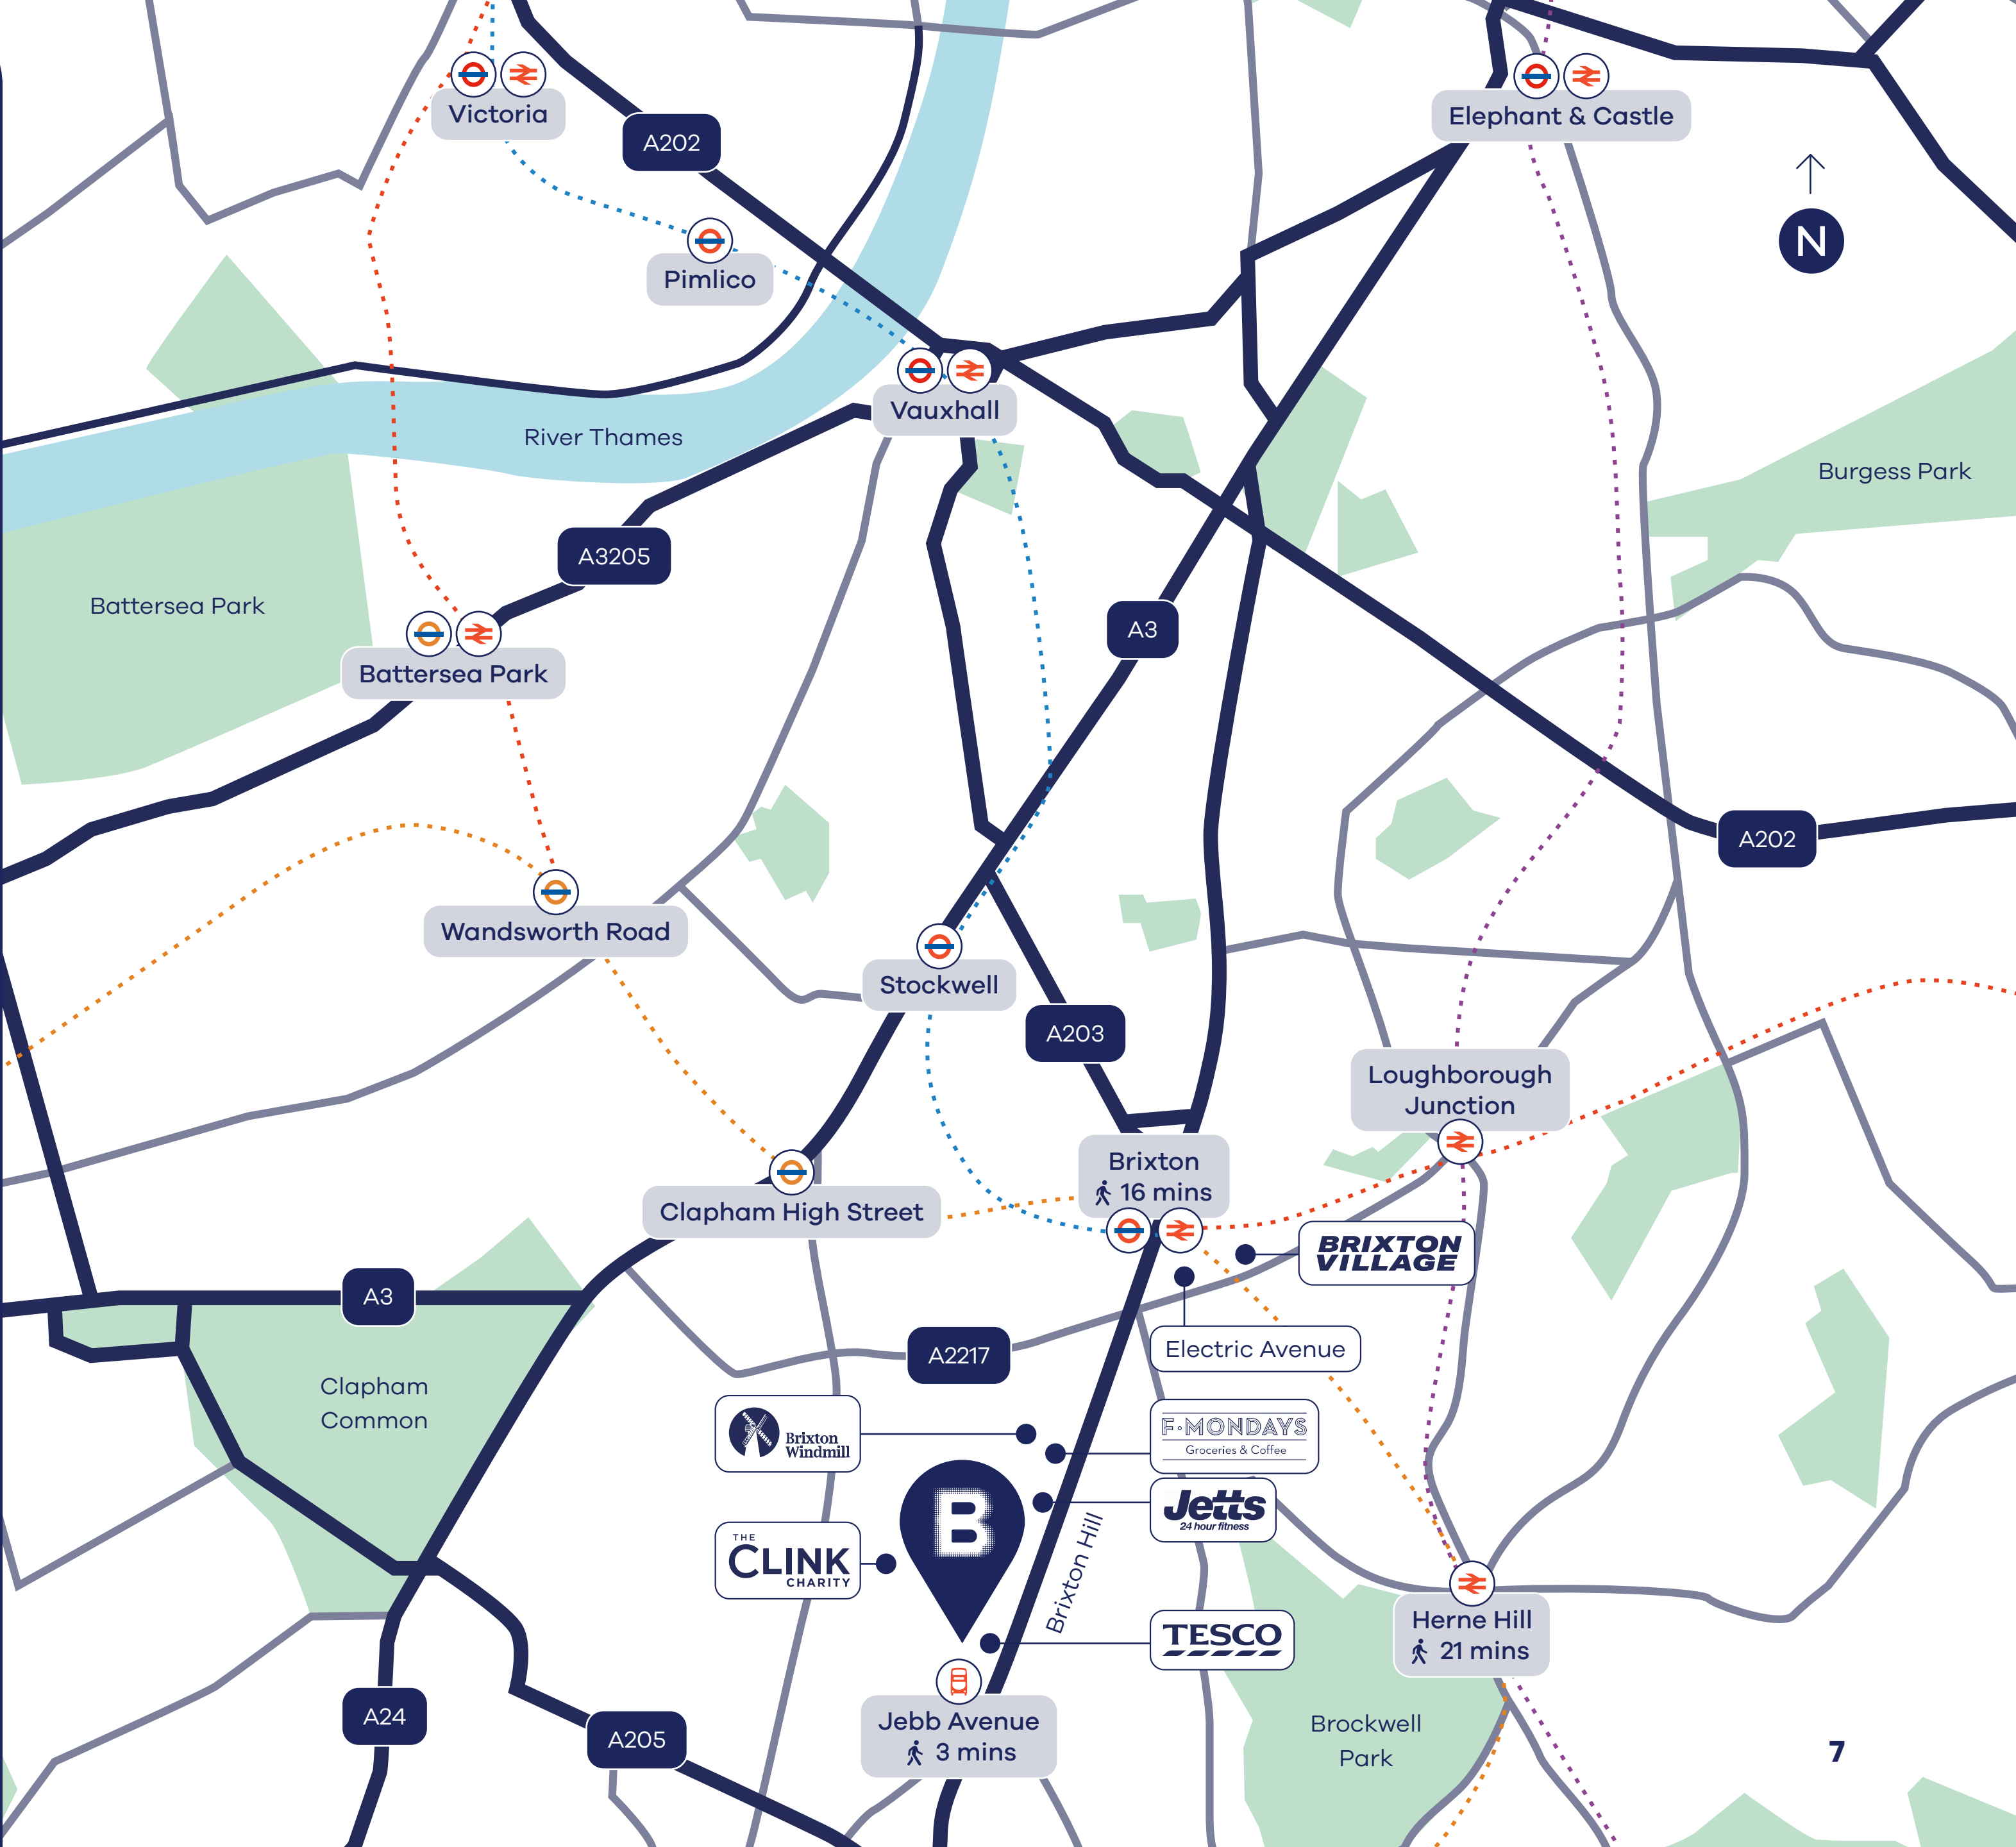 Victoria
A202
Elephant & Castle
N
Pimlico
Vauxhall
River Thames
Burgess Park
A3205
Battersea Park
A3
Battersea Park
A202
Wandsworth Road
Stockwell
A203
Loughborough
Junction
Brixton
16 mins
Clapham High Street
BRIXTON
VILLAGE
A3
Electric Avenue
A2217
Clapham
Common
Brixton
Windmill
F·MONDAYS
Groceries & Coffee
B
Jetts
24 hour fitness
Brixton Hill
THE
CLINK
CHARITY
TESCO
Herne Hill
21 mins
A24
A205
Jebb Avenue
3 mins
Brockwell
Park
7